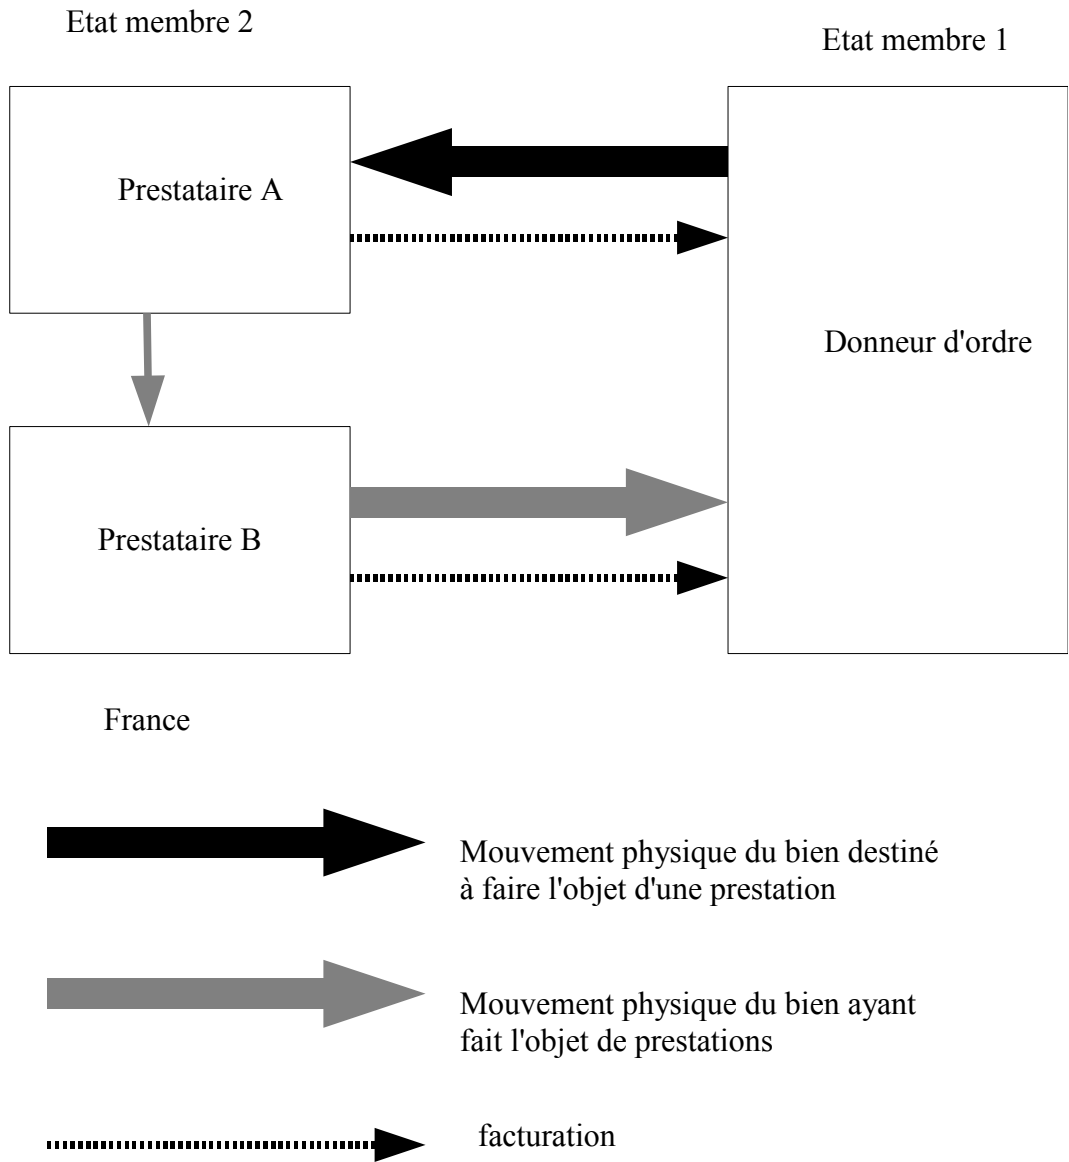 Etat membre 2
Etat membre 1
Prestataire A
Donneur d'ordre
Prestataire B
France
Mouvement physique du bien destiné
à faire l'objet d'une prestation
Mouvement physique du bien ayant
fait l'objet de prestations
facturation